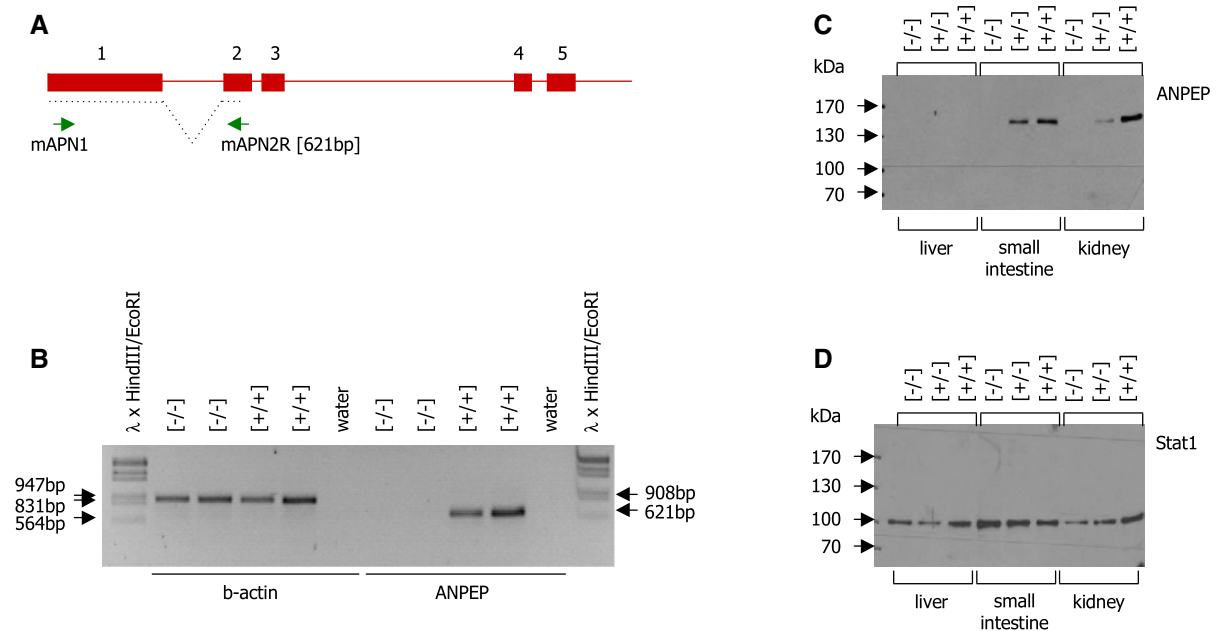 A
1 2 3 4 5
mAPN1 mAPN2R [621bp]
B
λ x HindIII/EcoRI [-/-] [-/-] [+/+] [+/+] water [-/-] [-/-] [+/+] [+/+] water λ x HindIII/EcoRI
947bp
831bp
564bp
908bp
621bp
b-actin ANPEP
C
[-/-] [+/-] [+/+] [-/-] [+/-] [+/+] [-/-] [+/-] [+/+]
kDa
170
130
100
70
ANPEP
liver small intestine kidney
D
[-/-] [+/-] [+/+] [-/-] [+/-] [+/+] [-/-] [+/-] [+/+]
kDa
170
130
100
70
Stat1
liver small intestine kidney